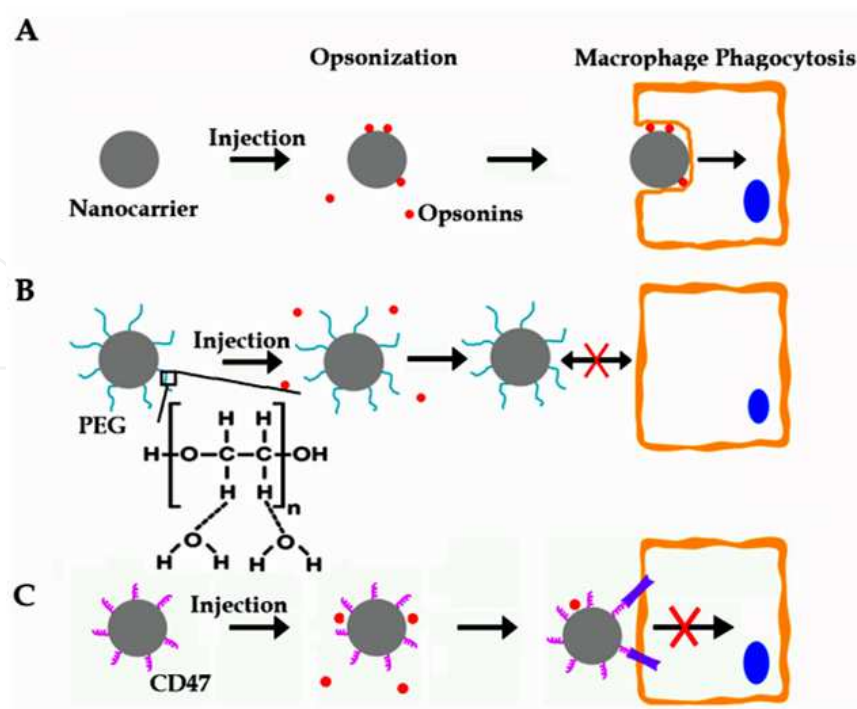 A
Opsonization
Macrophage Phagocytosis
Injection
Nanocarrier
Opsonins
B
Injection
PEG
H H
H-O-C-C-OH
H H
n
O O
H H H H
C
Injection
CD47